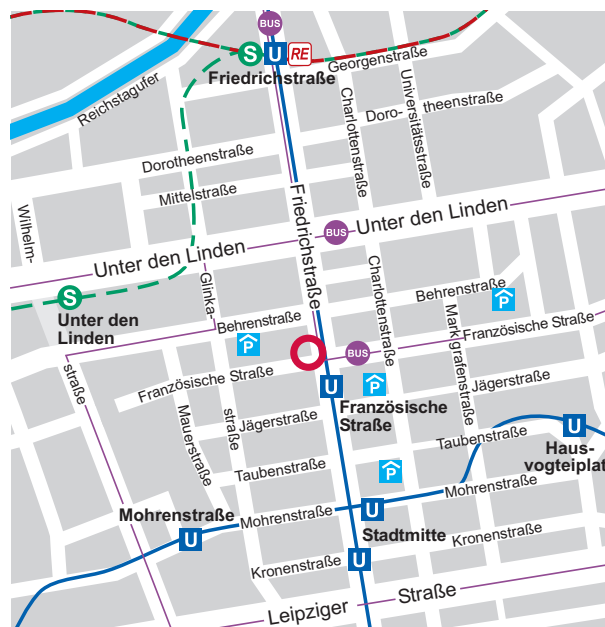 BUS
S
U
RE
Friedrichstraße
Georgenstraße
Reichstagufer
Charlottenstraße
Universitätsstraße
Doro-
theenstraße
Dorotheenstraße
Mittelstraße
Friedrichstraße
Wilhelm-
Unter den Linden
BUS
Unter den Linden
Glinka-
Charlottenstraße
S
Unter den
Linden
Behrenstraße
P
Behrenstraße
P
Markgrafenstraße
Französische Straße
BUS
straße
Französische Straße
U
P
Französische
Straße
Jägerstraße
Mauerstraße
straße
Jägerstraße
Taubenstraße
U
Haus-
vogteiplat
Taubenstraße
P
Mohrenstraße
Mohrenstraße
U
Mohrenstraße
U
Stadtmitte
Kronenstraße
U
Kronenstraße
Leipziger
Straße